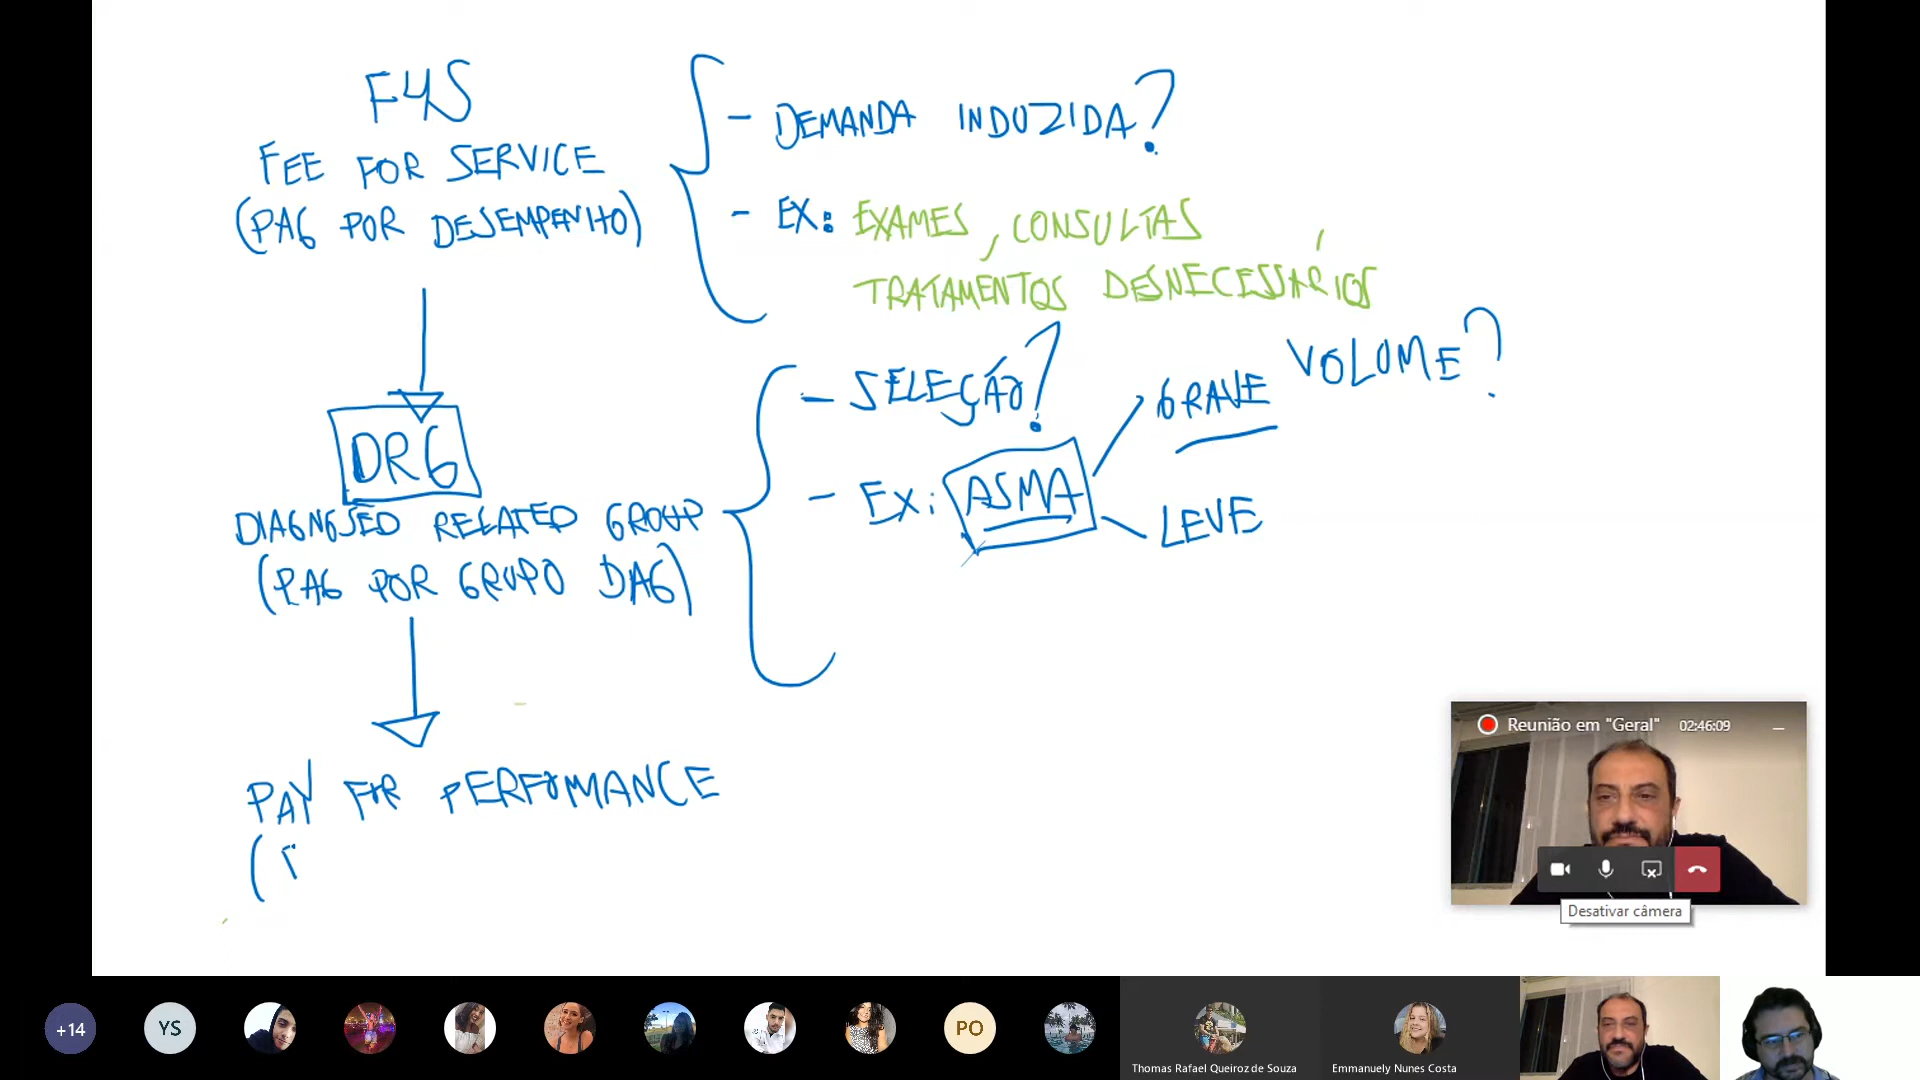 F4S
FEE FOR SERVICE
(PAG POR DESEMPENHO)
- DEMANDA INDUZIDA?
- EX: EXAMES, CONSULTAS
TRATAMENTOS DESNECESSÁRIOS
DRG
DIAGNOSED RELATED GROUP
(PAG POR GRUPO DAG)
- SELEÇÃO?
- EX: ASMA
GRAVE
VOLUME?
LEVE
PAY FOR PERFOMANCE
(
Reunião em "Geral" 02:46:09
Desativar câmera
+14
YS
PO
Thomas Rafael Queiroz de Souza
Emmanuely Nunes Costa